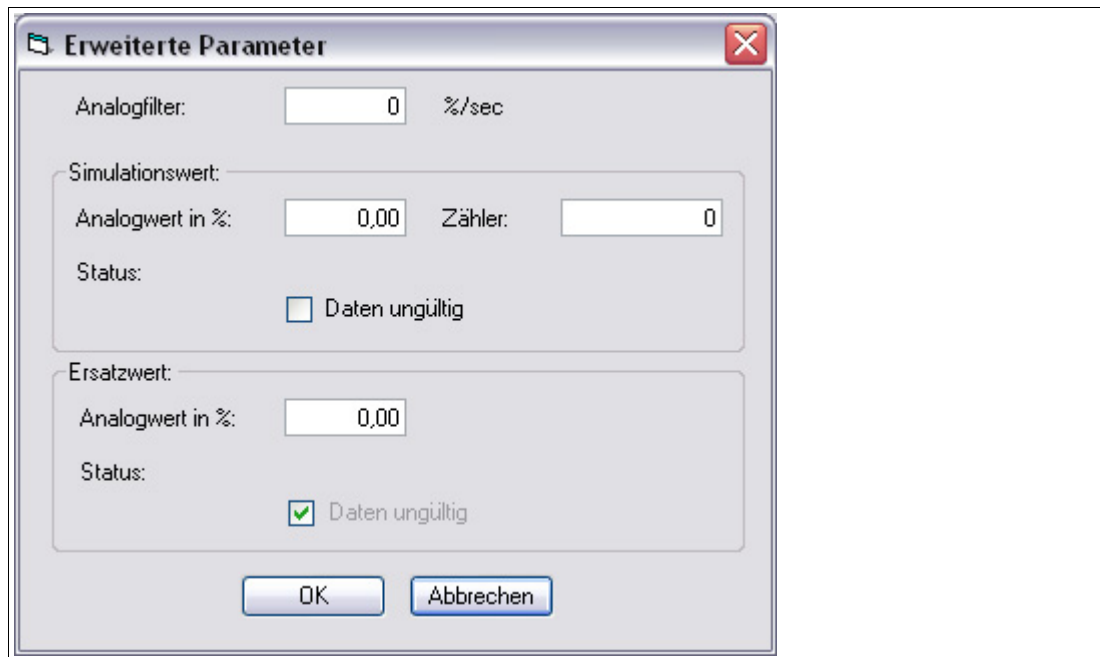 Erweiterte Parameter
Analogfilter: 0 %/sec
Simulationswert:
Analogwert in %: 0,00 Zähler: 0
Status:
Daten ungültig
Ersatzwert:
Analogwert in %: 0,00
Status:
Daten ungültig
OK Abbrechen